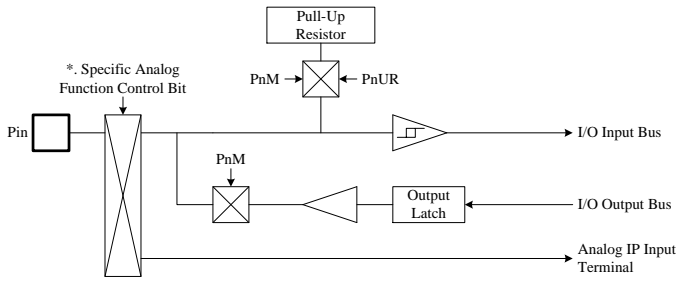 Pull-Up
Resistor
*. Specific Analog
Function Control Bit
PnM
PnUR
Pin
I/O Input Bus
PnM
Output
Latch
I/O Output Bus
Analog IP Input
Terminal